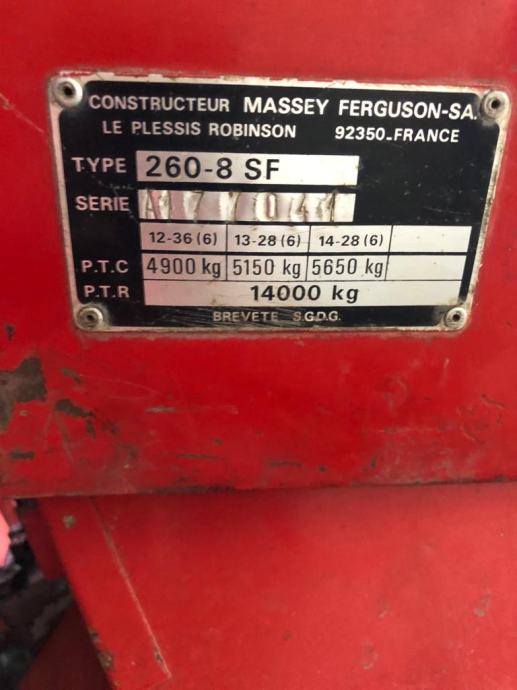 CONSTRUCTEUR MASSEY FERGUSON-SA.
LE PLESSIS ROBINSON 92350-FRANCE
TYPE 260-8 SF
SERIE
12-36 (6) 13-28 (6) 14-28 (6)
P.T.C 4900 kg 5150 kg 5650 kg
P.T.R 14000 kg
BREVETE S.G.D.G.